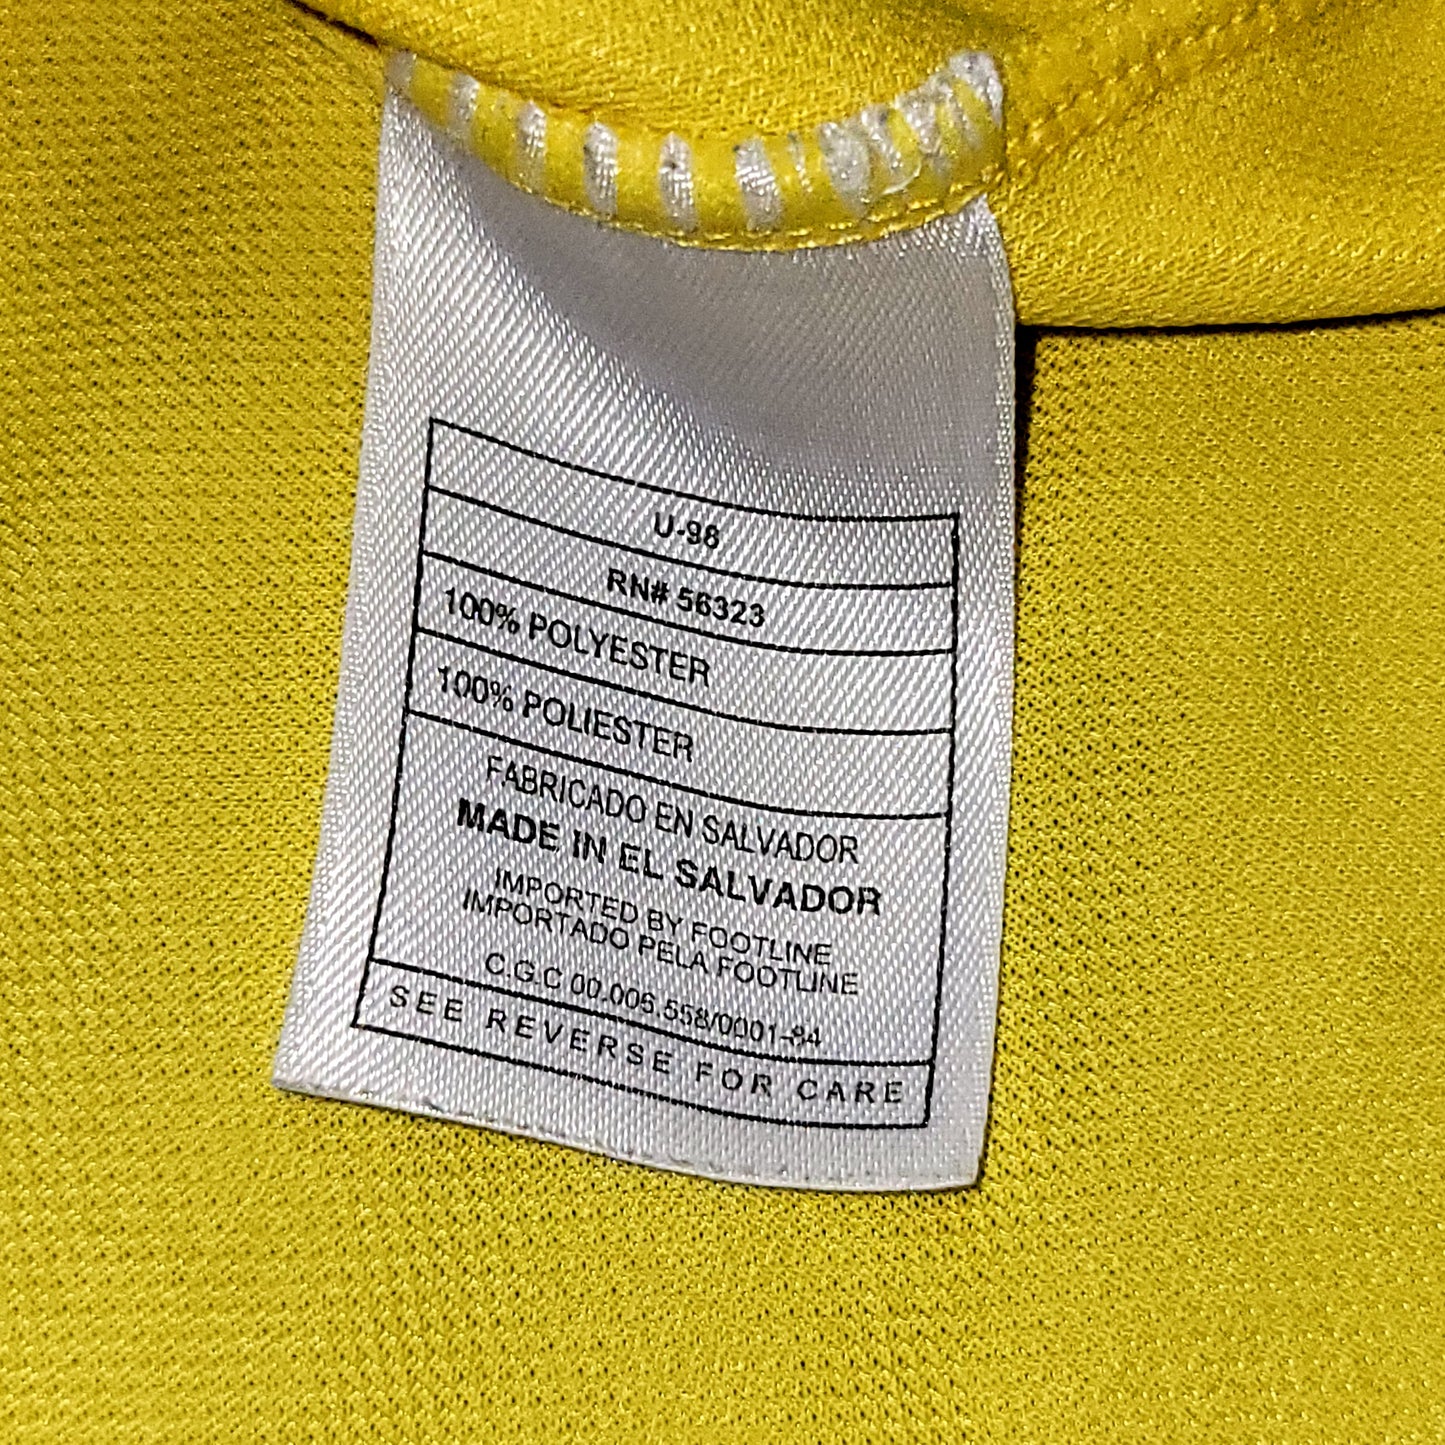 U-98
RN# 56323
100% POLYESTER
100% POLIESTER
FABRICADO EN SALVADOR
MADE IN EL SALVADOR
IMPORTED BY FOOTLINE
IMPORTADO PELA FOOTLINE
C.G.C 00.005.558/0001-84
SEE REVERSE FOR CARE